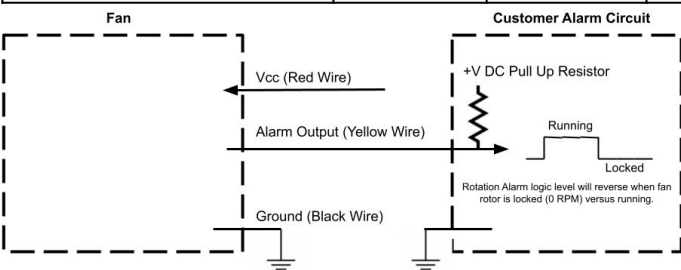 Fan
Customer Alarm Circuit
Vcc (Red Wire)
+V DC Pull Up Resistor
Alarm Output (Yellow Wire)
Running
Locked
Rotation Alarm logic level will reverse when fan
rotor is locked (0 RPM) versus running.
Ground (Black Wire)